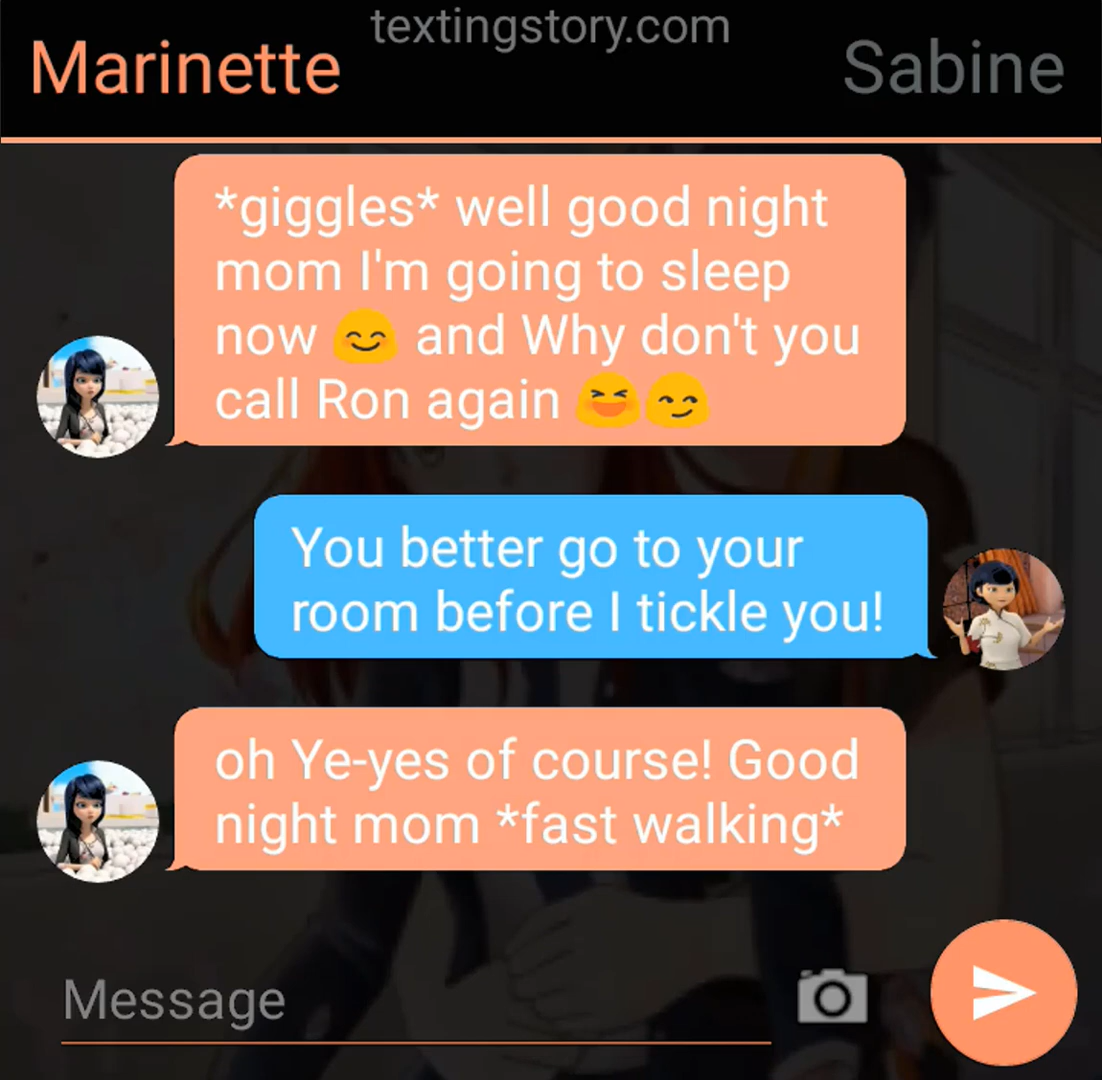 textingstory.com
Marinette
Sabine
*giggles* well good night
mom I'm going to sleep
now 😊 and Why don't you
call Ron again 😆😏
You better go to your
room before I tickle you!
oh Ye-yes of course! Good
night mom *fast walking*
Message